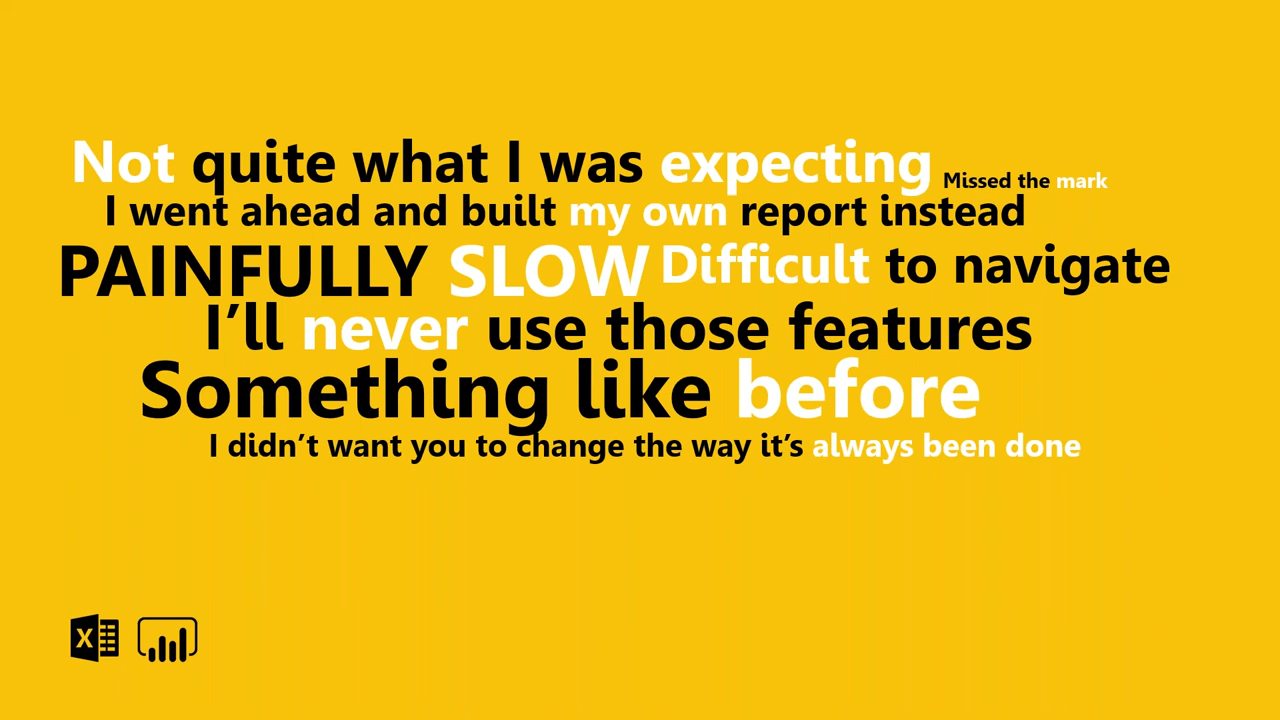 Not quite what I was expecting Missed the mark
I went ahead and built my own report instead
PAINFULLY SLOW Difficult to navigate
I’ll never use those features
Something like before
I didn’t want you to change the way it’s always been done
X